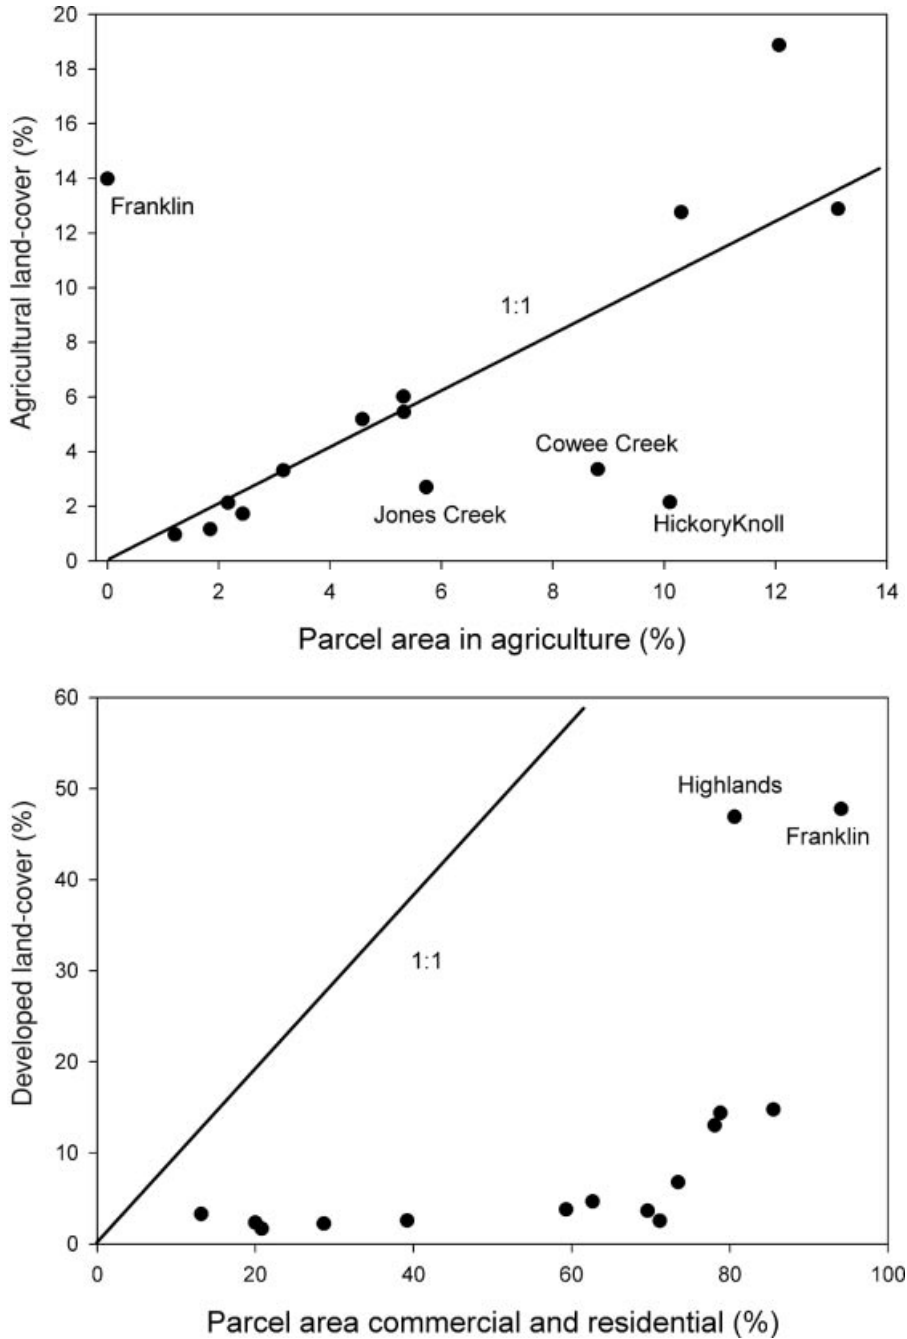 20
18
16
14
12
10
8
6
4
2
0
Agricultural land-cover (%)
Franklin
1:1
Cowee Creek
Jones Creek
HickoryKnoll
0 2 4 6 8 10 12 14
Parcel area in agriculture (%)
60
50
40
30
20
10
0
Developed land-cover (%)
Highlands
Franklin
1:1
0 20 40 60 80 100
Parcel area commercial and residential (%)